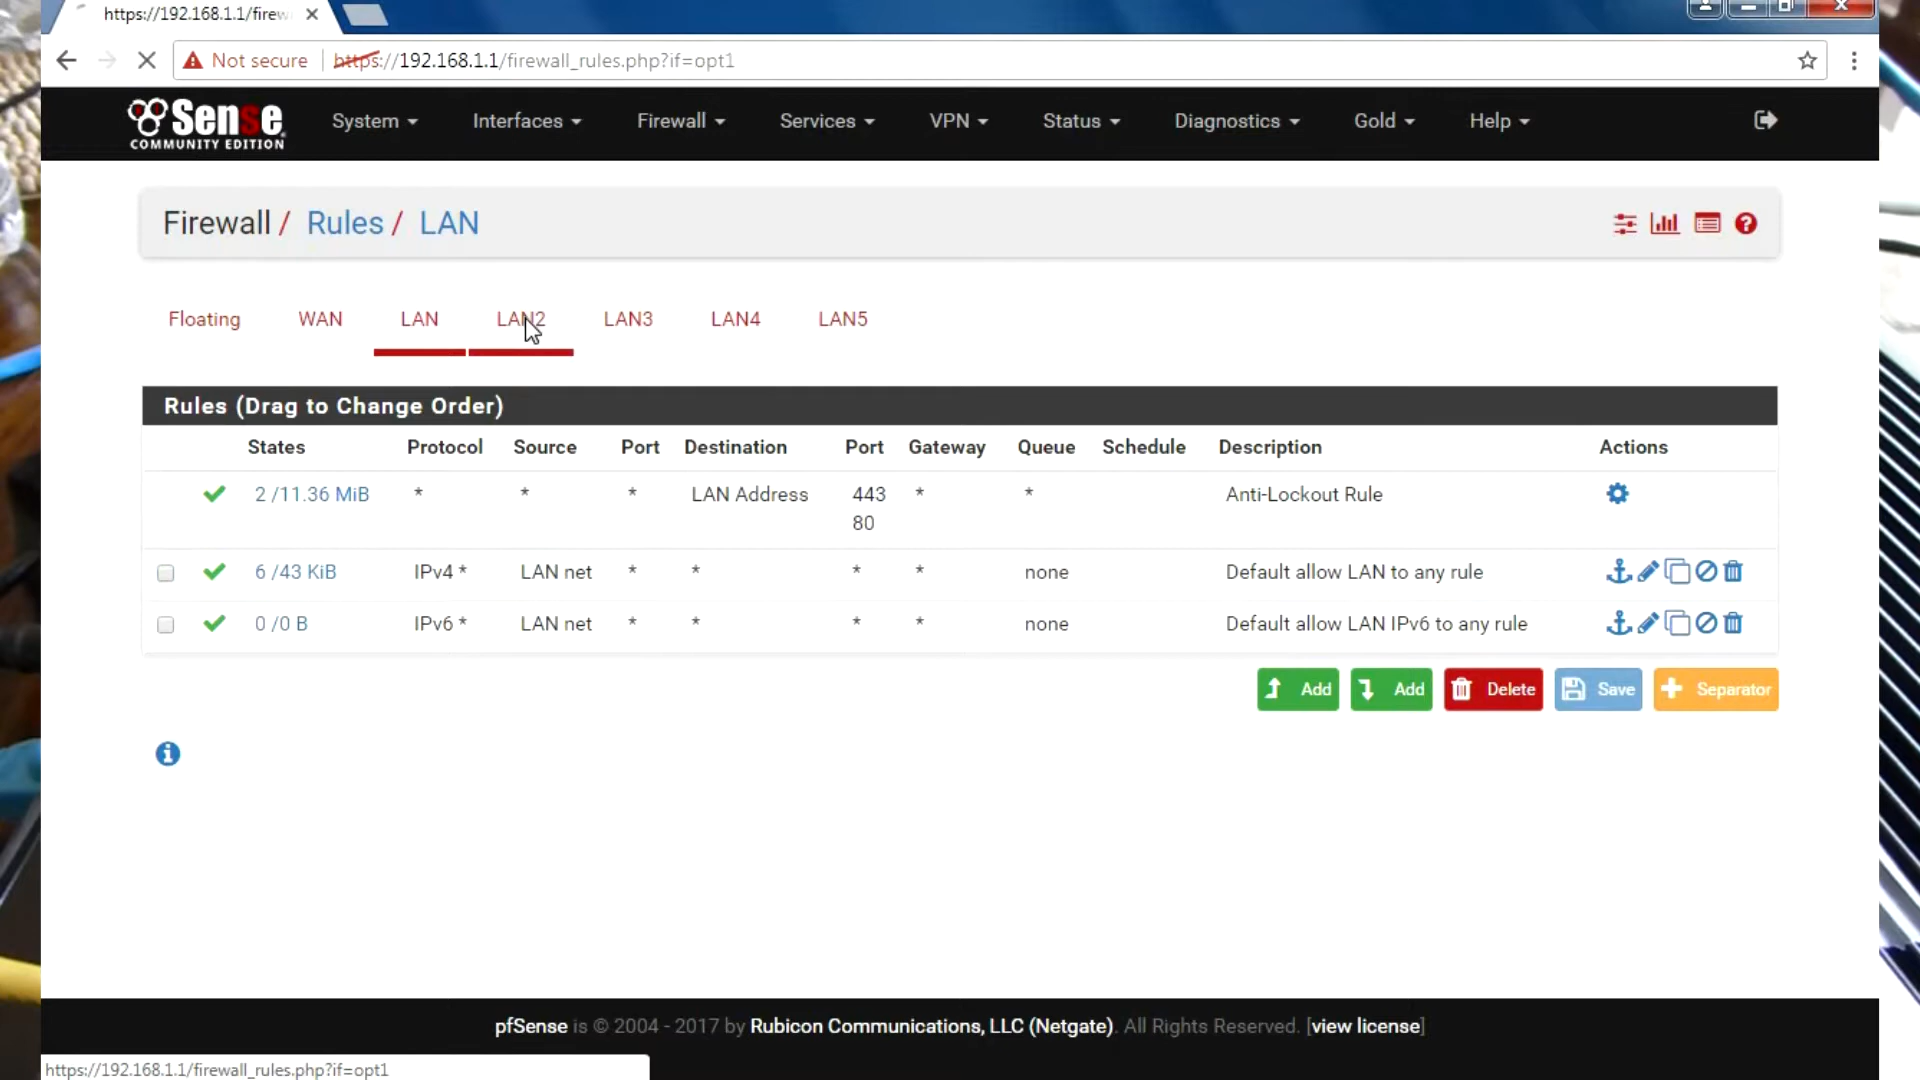 https://192.168.1.1/firew
Not secure https://192.168.1.1/firewall_rules.php?if=opt1
Sense
COMMUNITY EDITION
System Interfaces Firewall Services VPN Status Diagnostics Gold Help
Firewall / Rules / LAN
Floating WAN LAN LAN2 LAN3 LAN4 LAN5
Rules (Drag to Change Order)
States Protocol Source Port Destination Port Gateway Queue Schedule Description Actions
2 /11.36 MiB * * * LAN Address 443 * * Anti-Lockout Rule
80
6 /43 KiB IPv4 * LAN net * * * * none Default allow LAN to any rule
0 /0 B IPv6 * LAN net * * * * none Default allow LAN IPv6 to any rule
Add Add Delete Save Separator
pfSense is © 2004 - 2017 by Rubicon Communications, LLC (Netgate). All Rights Reserved. [view license]
https://192.168.1.1/firewall_rules.php?if=opt1